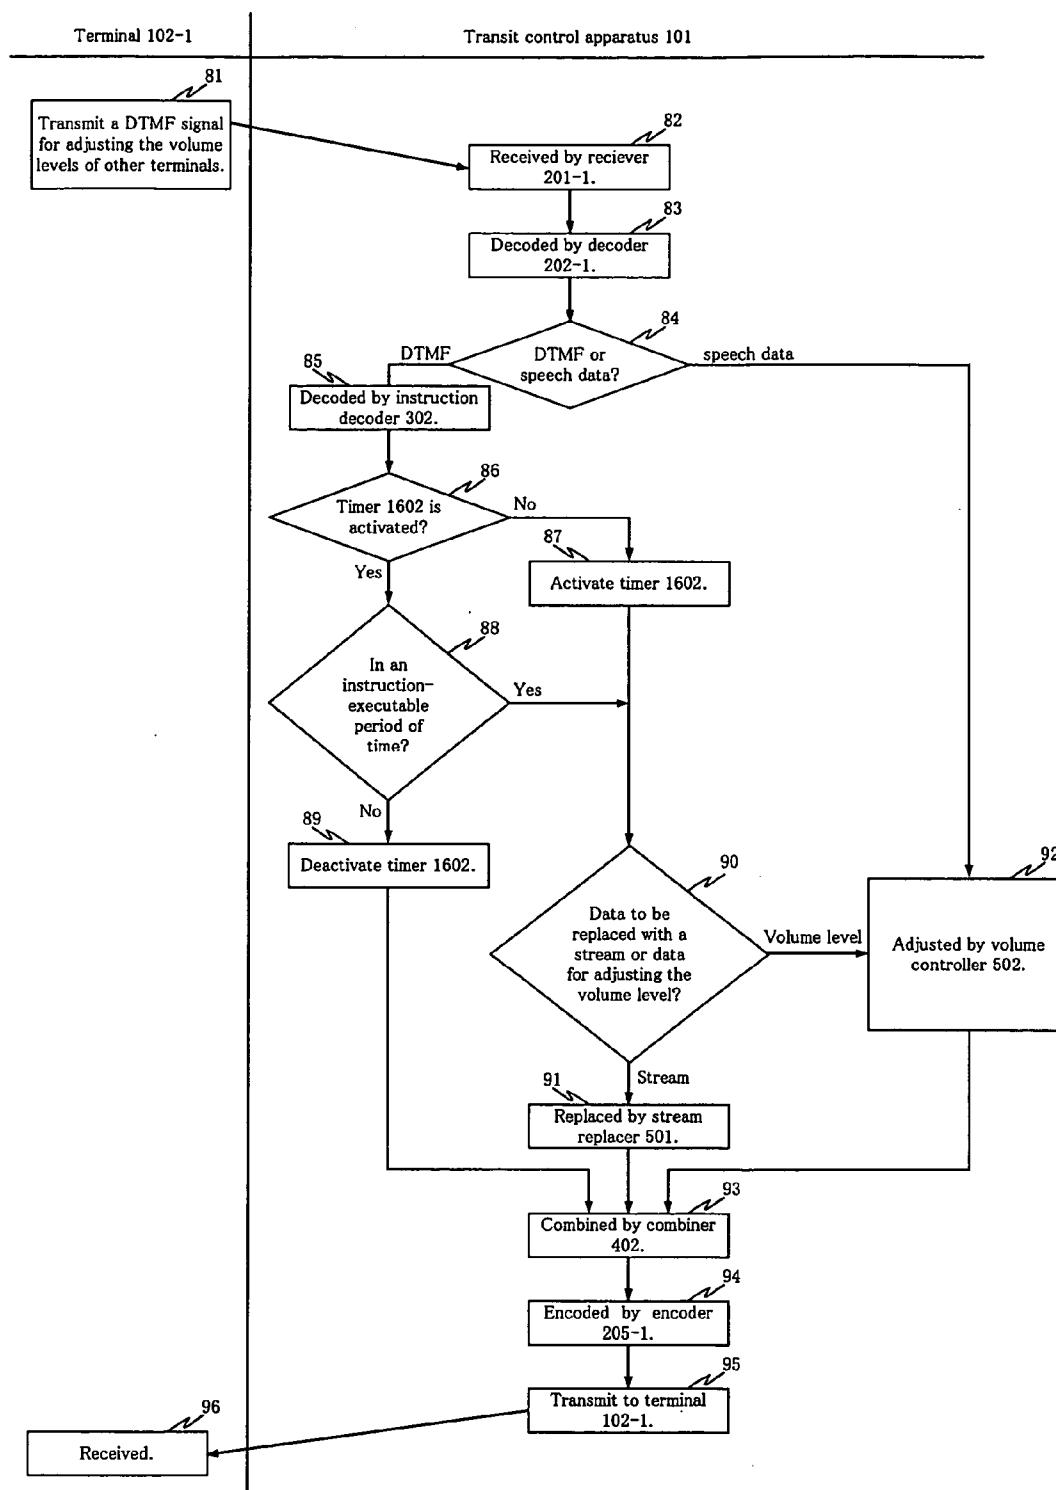 Terminal 102-1
Transit control apparatus 101
81
Transmit a DTMF signal
for adjusting the volume
levels of other terminals.
82
Received by reciever
201-1.
83
Decoded by decoder
202-1.
84
DTMF or
speech data?
DTMF
speech data
85
Decoded by instruction
decoder 302.
86
Timer 1602 is
activated?
No
Yes
87
Activate timer 1602.
88
In an
instruction-
executable
period of
time?
Yes
No
89
Deactivate timer 1602.
90
Data to be
replaced with a
stream or data
for adjusting the
volume level?
Volume level
Stream
92
Adjusted by volume
controller 502.
91
Replaced by stream
replacer 501.
93
Combined by combiner
402.
94
Encoded by encoder
205-1.
95
Transmit to terminal
102-1.
96
Received.